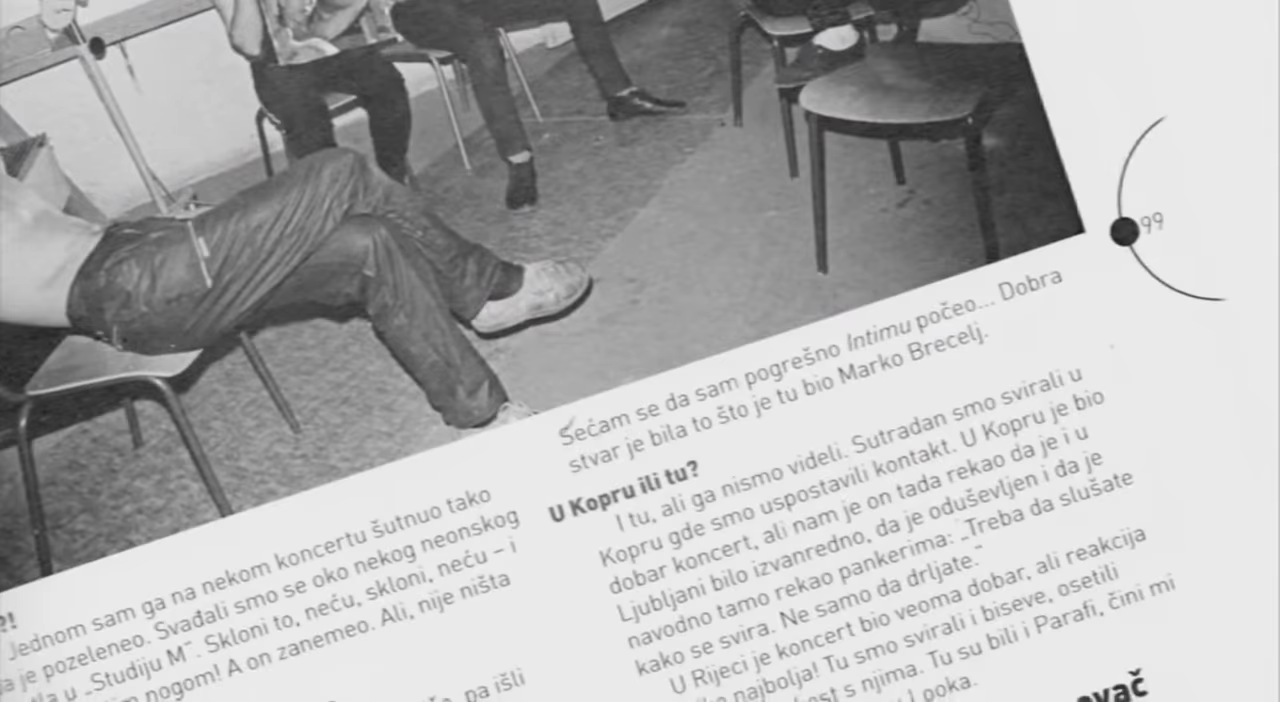 99
?!
Jednom sam ga na nekom koncertu šutnuo tako
je pozeleneo. Svađali smo se oko nekog neonskog
u „Studiju M“. Skloni to, neću, skloni, neću – i
nogom! A on zanemeo. Ali, nije ništa
pa išli
Sećam se da sam pogrešno Intimu počeo... Dobra
stvar je bila to što je tu bio Marko Brecelj.
U Kopru ili tu?
I tu, ali ga nismo videli. Sutradan smo svirali u
Kopru gde smo uspostavili kontakt. U Kopru je bio
dobar koncert, ali nam je on tada rekao da je i u
Ljubljani bilo izvanredno, da je oduševljen i da je
navodno tamo rekao pankerima: „Treba da slušate
kako se svira. Ne samo da drljate.“
U Rijeci je koncert bio veoma dobar, ali reakcija
najbolja! Tu smo svirali i biseve, osetili
s njima. Tu su bili i Parafi, čini mi
poka.